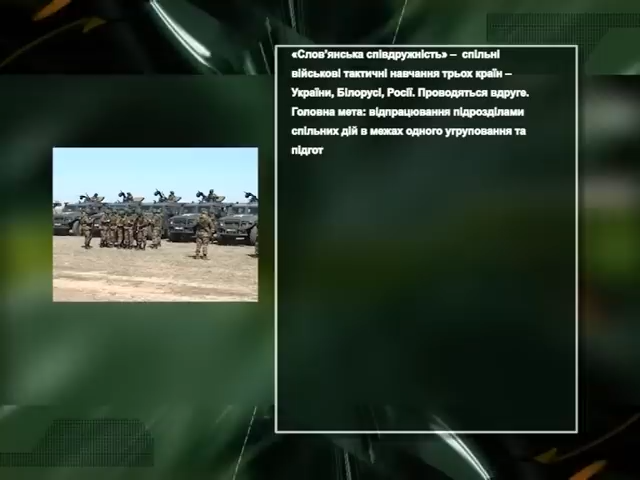 «Слов’янська співдружність» – спільні
військові тактичні навчання трьох країн –
України, Білорусі, Росії. Проводяться вдруге.
Головна мета: відпрацювання підрозділами
спільних дій в межах одного угруповання та
підгот